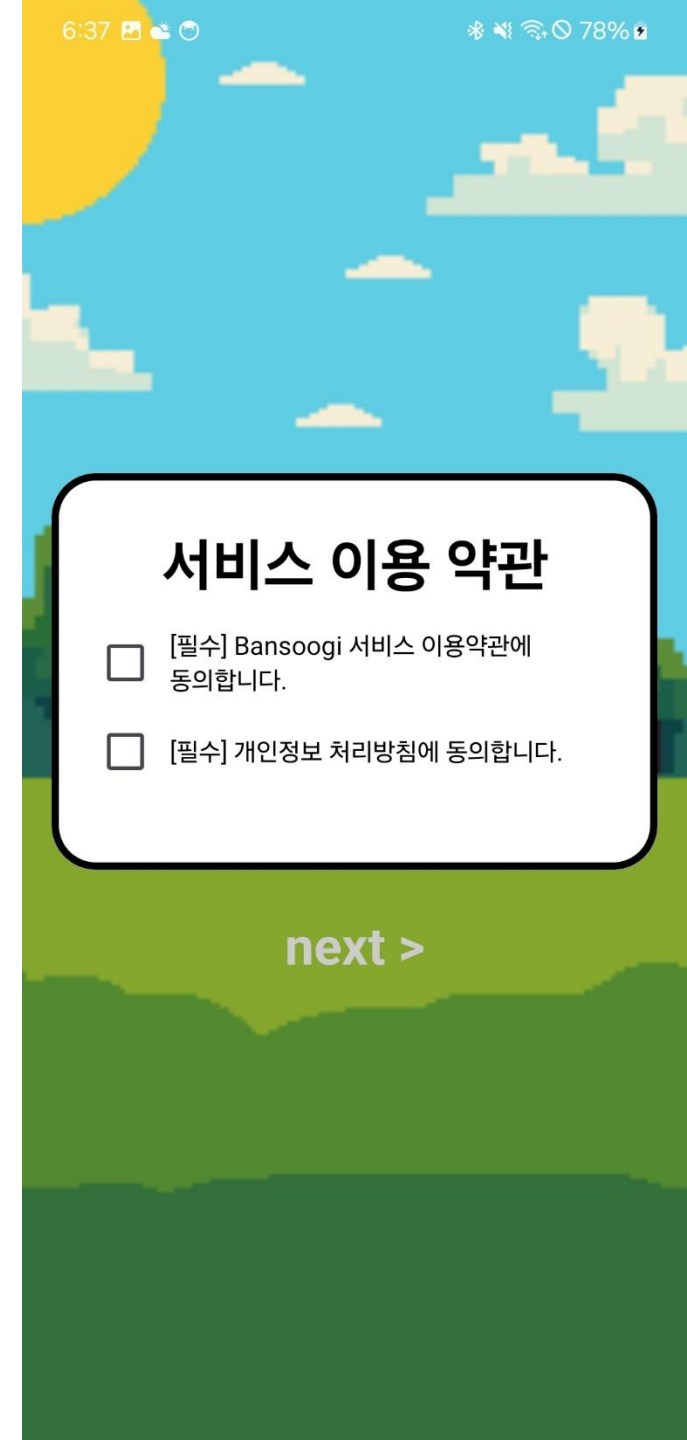 6:37 78%
서비스 이용 약관
[필수] Bansoogi 서비스 이용약관에
동의합니다.
[필수] 개인정보 처리방침에 동의합니다.
next >